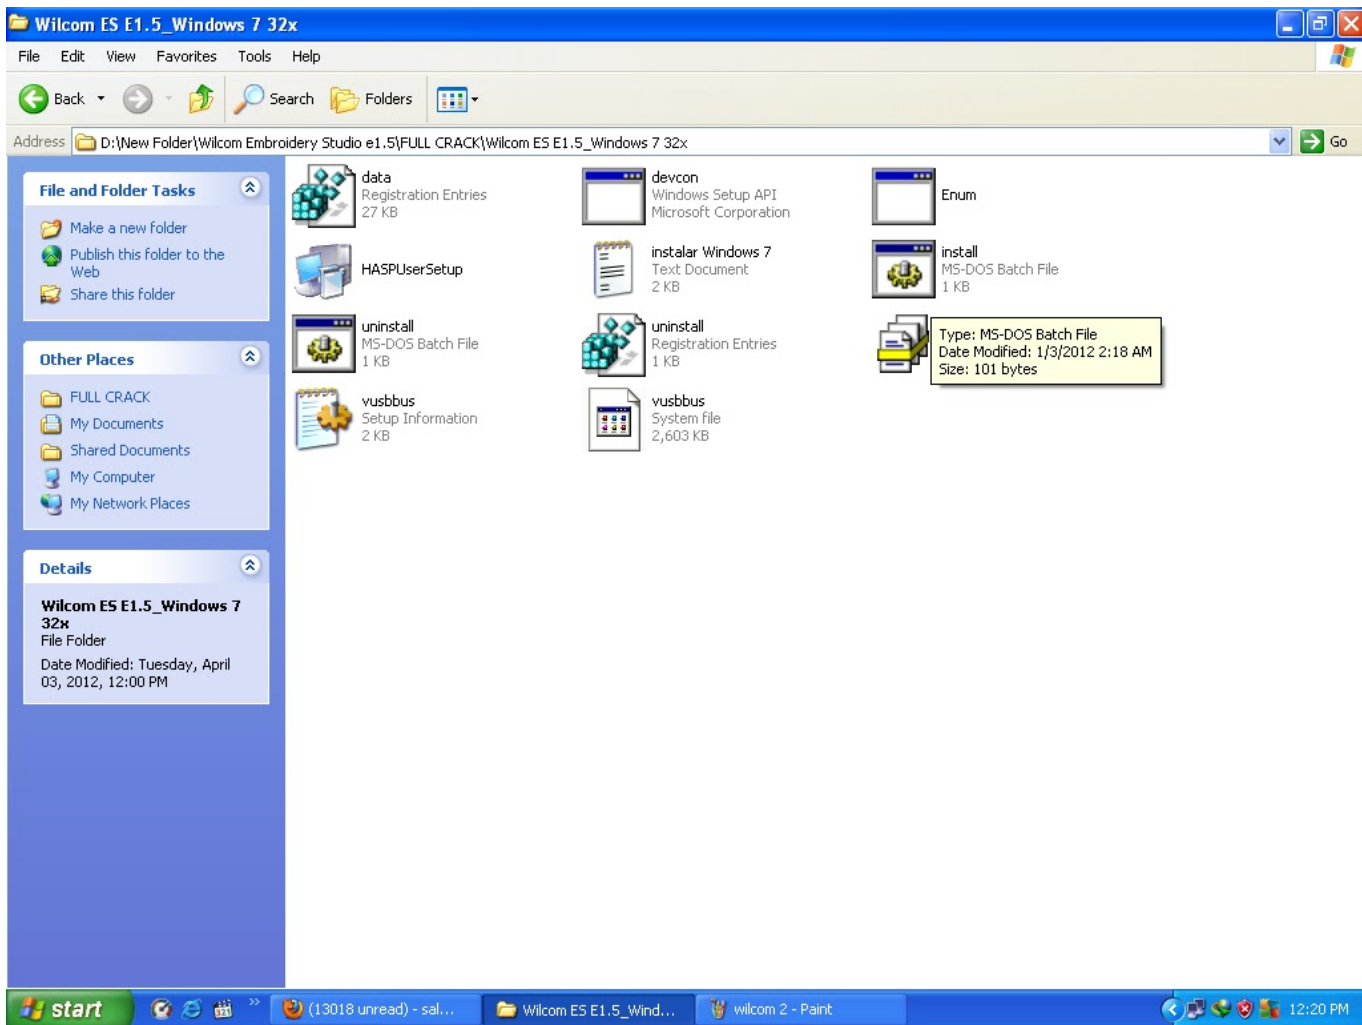 Wilcom ES E1.5_Windows 7 32x
File Edit View Favorites Tools Help
Back Search Folders
Address D:\New Folder\Wilcom Embroidery Studio e1.5\FULL CRACK\Wilcom ES E1.5_Windows 7 32x Go
File and Folder Tasks
Make a new folder
Publish this folder to the
Web
Share this folder
Other Places
FULL CRACK
My Documents
Shared Documents
My Computer
My Network Places
Details
Wilcom ES E1.5_Windows 7
32x
File Folder
Date Modified: Tuesday, April
03, 2012, 12:00 PM
data
Registration Entries
27 KB
devcon
Windows Setup API
Microsoft Corporation
Enum
HASPUserSetup
instalar Windows 7
Text Document
2 KB
install
MS-DOS Batch File
1 KB
uninstall
MS-DOS Batch File
1 KB
uninstall
Registration Entries
1 KB
Type: MS-DOS Batch File
Date Modified: 1/3/2012 2:18 AM
Size: 101 bytes
vusbbus
Setup Information
2 KB
vusbbus
System file
2,603 KB
start
(13018 unread) - sal...
Wilcom ES E1.5_Wind...
wilcom 2 - Paint
12:20 PM